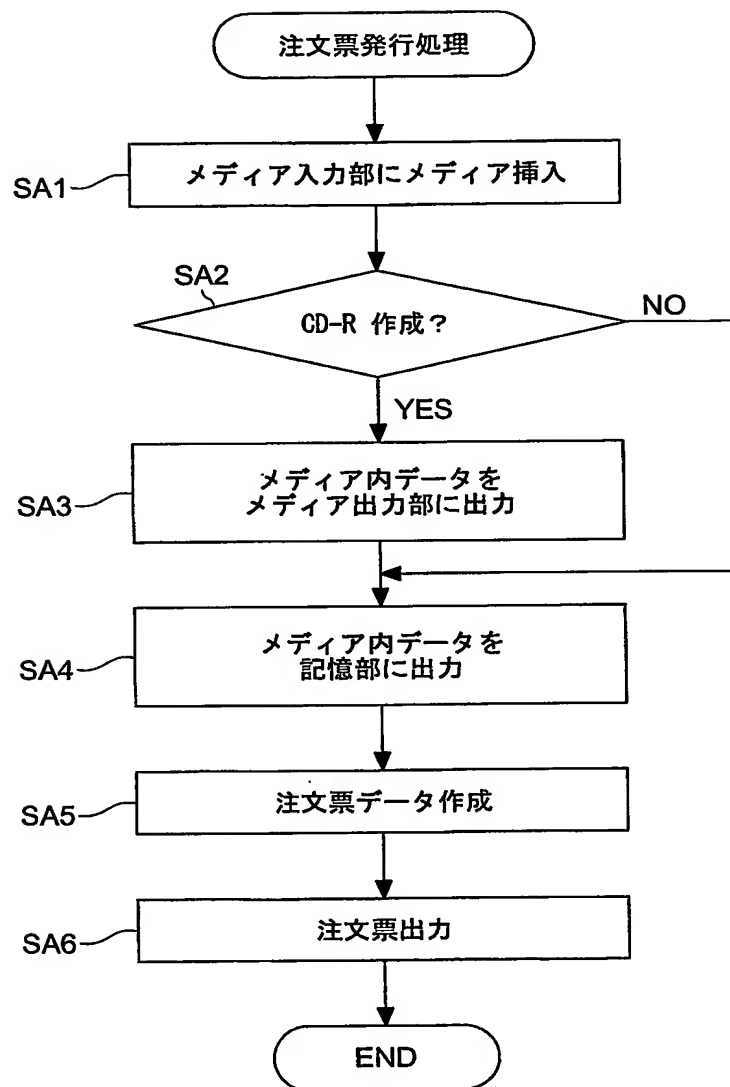 注文票発行処理
SA1
メディア入力部にメディア挿入
SA2
CD-R 作成?
NO
YES
SA3
メディア内データを
メディア出力部に出力
SA4
メディア内データを
記憶部に出力
SA5
注文票データ作成
SA6
注文票出力
END